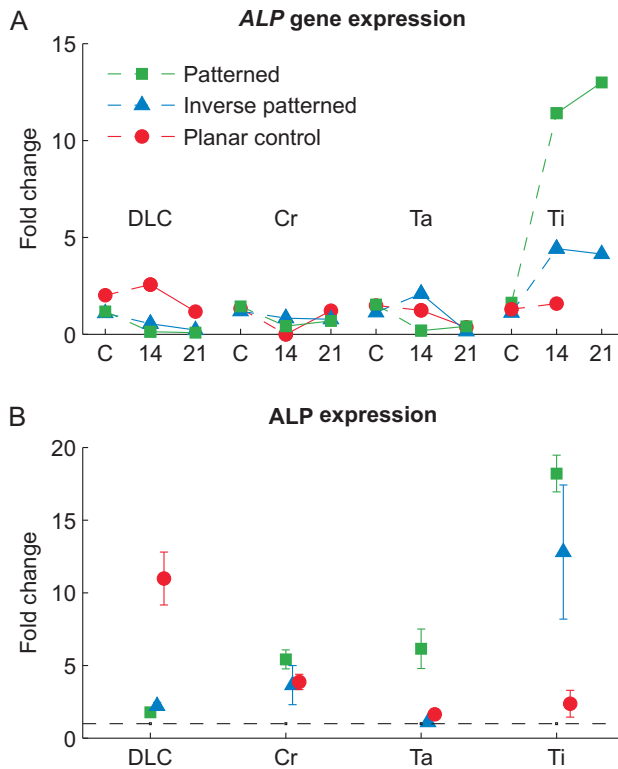 A
ALP gene expression
Fold change
15
10
5
0
Patterned
Inverse patterned
Planar control
DLC Cr Ta Ti
C 14 21 C 14 21 C 14 21 C 14 21
B
ALP expression
Fold change
20
15
10
5
0
DLC Cr Ta Ti